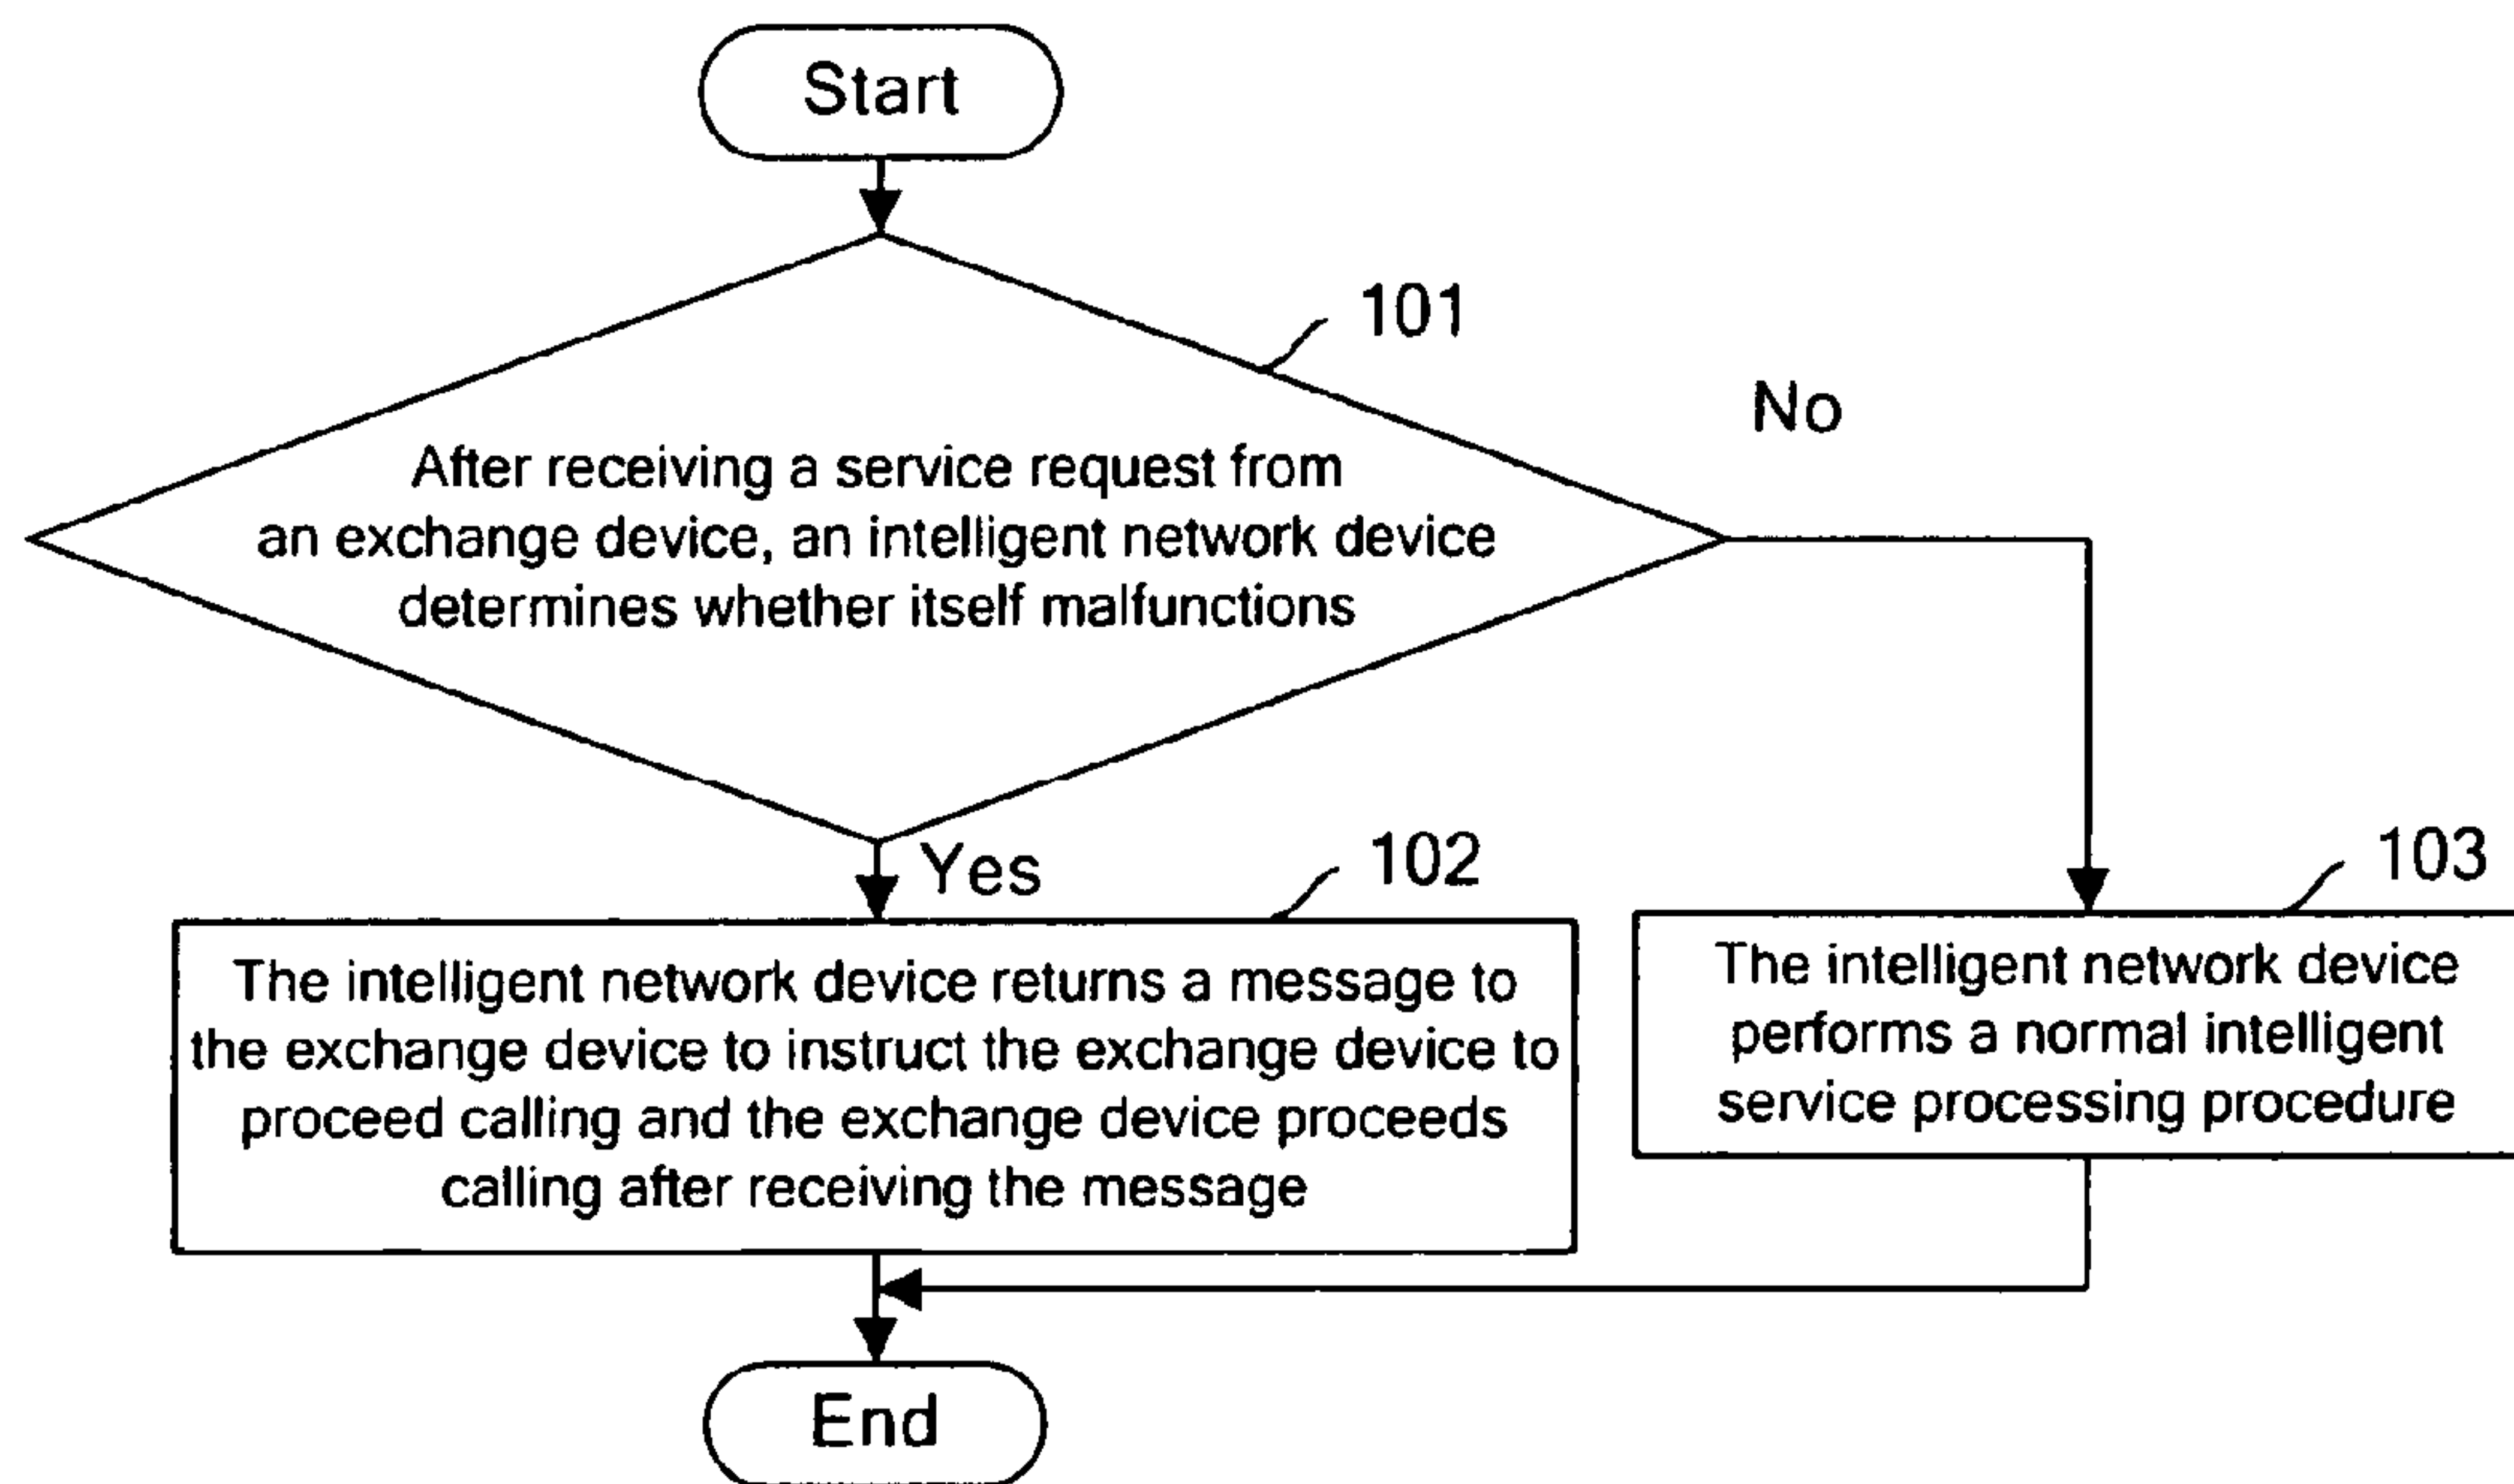 Start
101
No
After receiving a service request from
an exchange device, an intelligent network device
determines whether itself malfunctions
Yes
102
103
The intelligent network device returns a message to
the exchange device to instruct the exchange device to
proceed calling and the exchange device proceeds
calling after receiving the message
The intelligent network device
performs a normal intelligent
service processing procedure
End